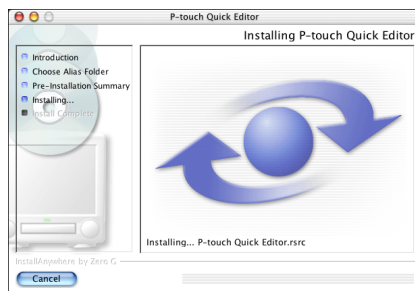 P-touch Quick Editor
Installing P-touch Quick Editor
Introduction
Choose Alias Folder
Pre-Installation Summary
Installing...
Install Complete
Installing... P-touch Quick Editor.rsrc
InstallAnywhere by Zero G
Cancel